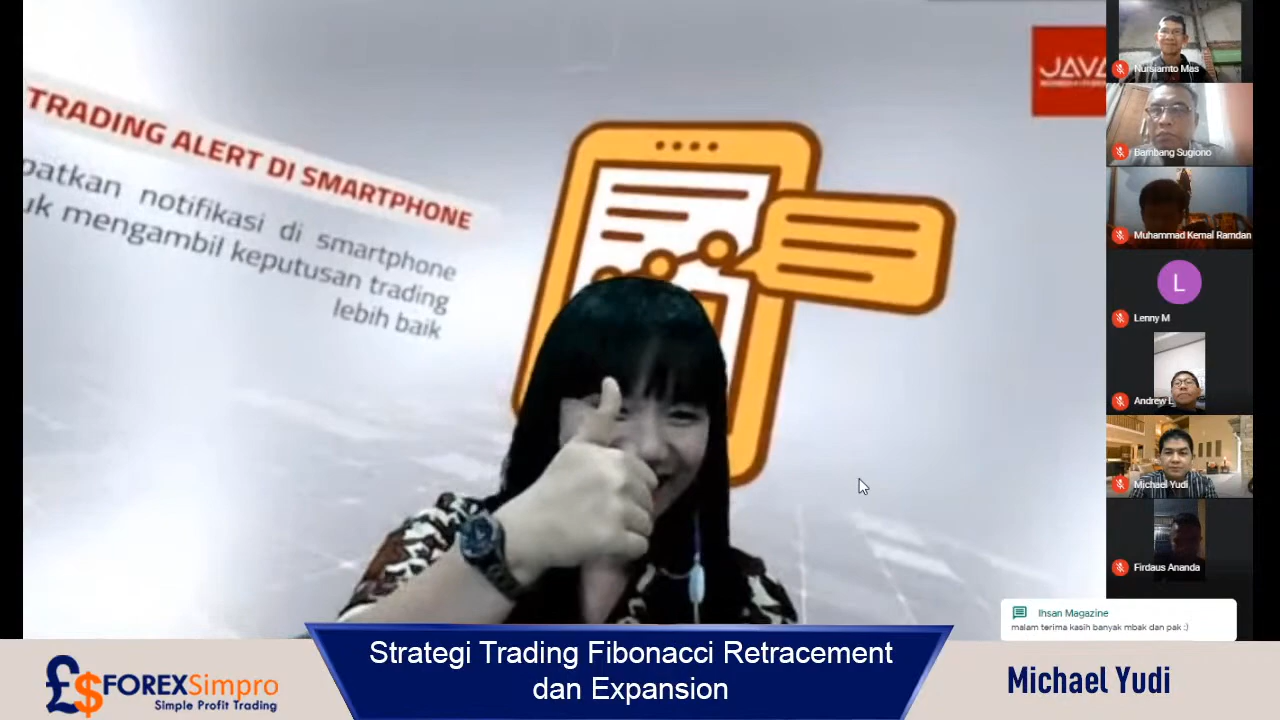 JAVA
TRADING ALERT DI SMARTPHONE
patkan notifikasi di smartphone
uk mengambil keputusan trading
lebih baik
Nursiamto Mas
Bambang Sugiono
Muhammad Kemal Ramdan
L
Lenny M
Andrew L
Michael Yudi
Firdaus Ananda
Ihsan Magazine
malam terima kasih banyak mbak dan pak :)
£$FOREXSimpro
Simple Profit Trading
Strategi Trading Fibonacci Retracement
dan Expansion
Michael Yudi